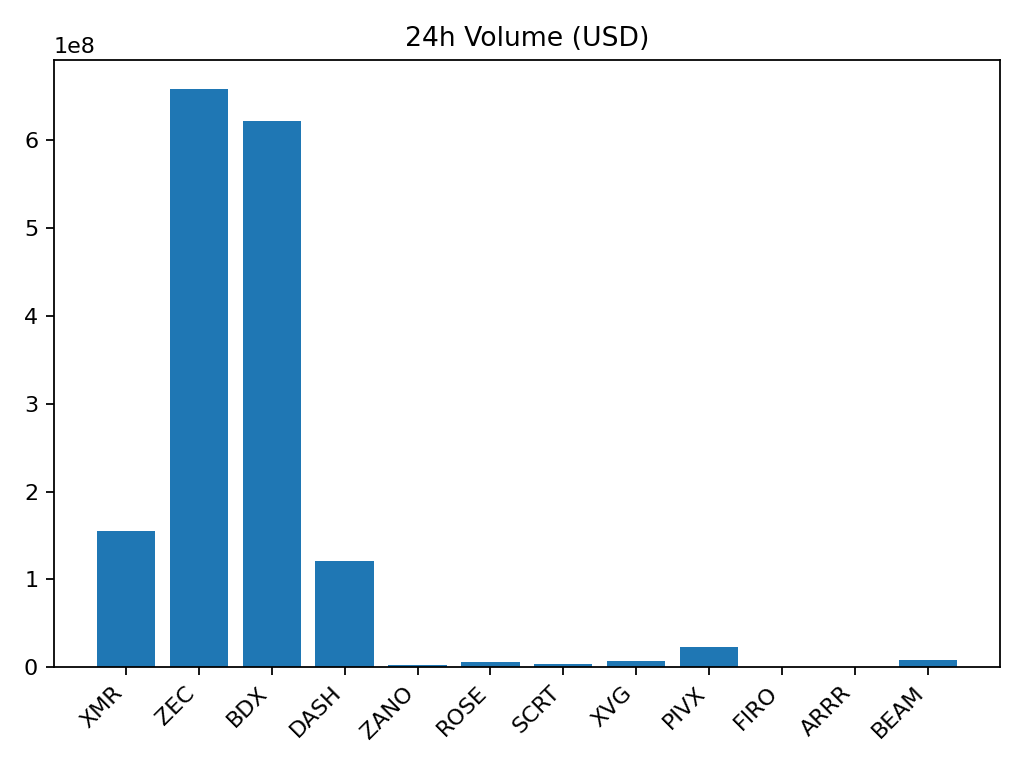 24h Volume (USD)
1e8
6
5
4
3
2
1
0
XMR
ZEC
BDX
DASH
ZANO
ROSE
SCRT
XVG
PIVX
FIRO
ARRR
BEAM